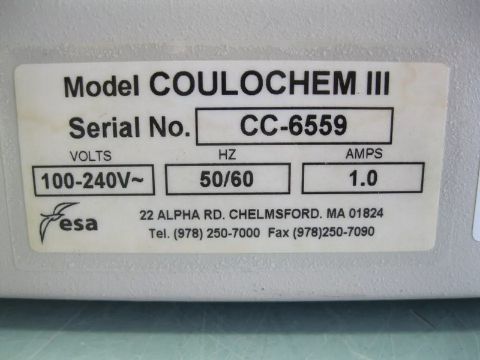 Model COULOCHEM III
Serial No. CC-6559
VOLTS HZ AMPS
100-240V~ 50/60 1.0
esa
22 ALPHA RD. CHELMSFORD. MA 01824
Tel. (978) 250-7000 Fax (978)250-7090